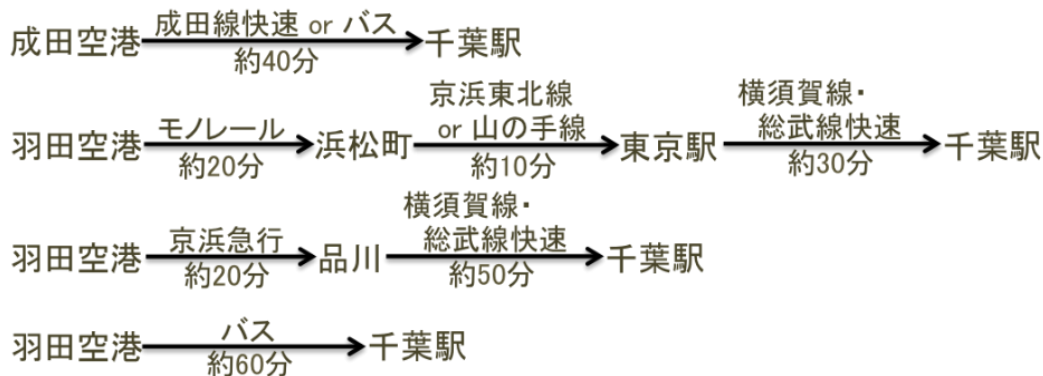 成田空港 成田線快速 or バス 千葉駅
約40分
京浜東北線 横須賀線・
羽田空港 モノレール 浜松町 or 山の手線 東京駅 総武線快速 千葉駅
約20分 約10分 約30分
横須賀線・
羽田空港 京浜急行 品川 総武線快速 千葉駅
約20分 約50分
羽田空港 バス 千葉駅
約60分